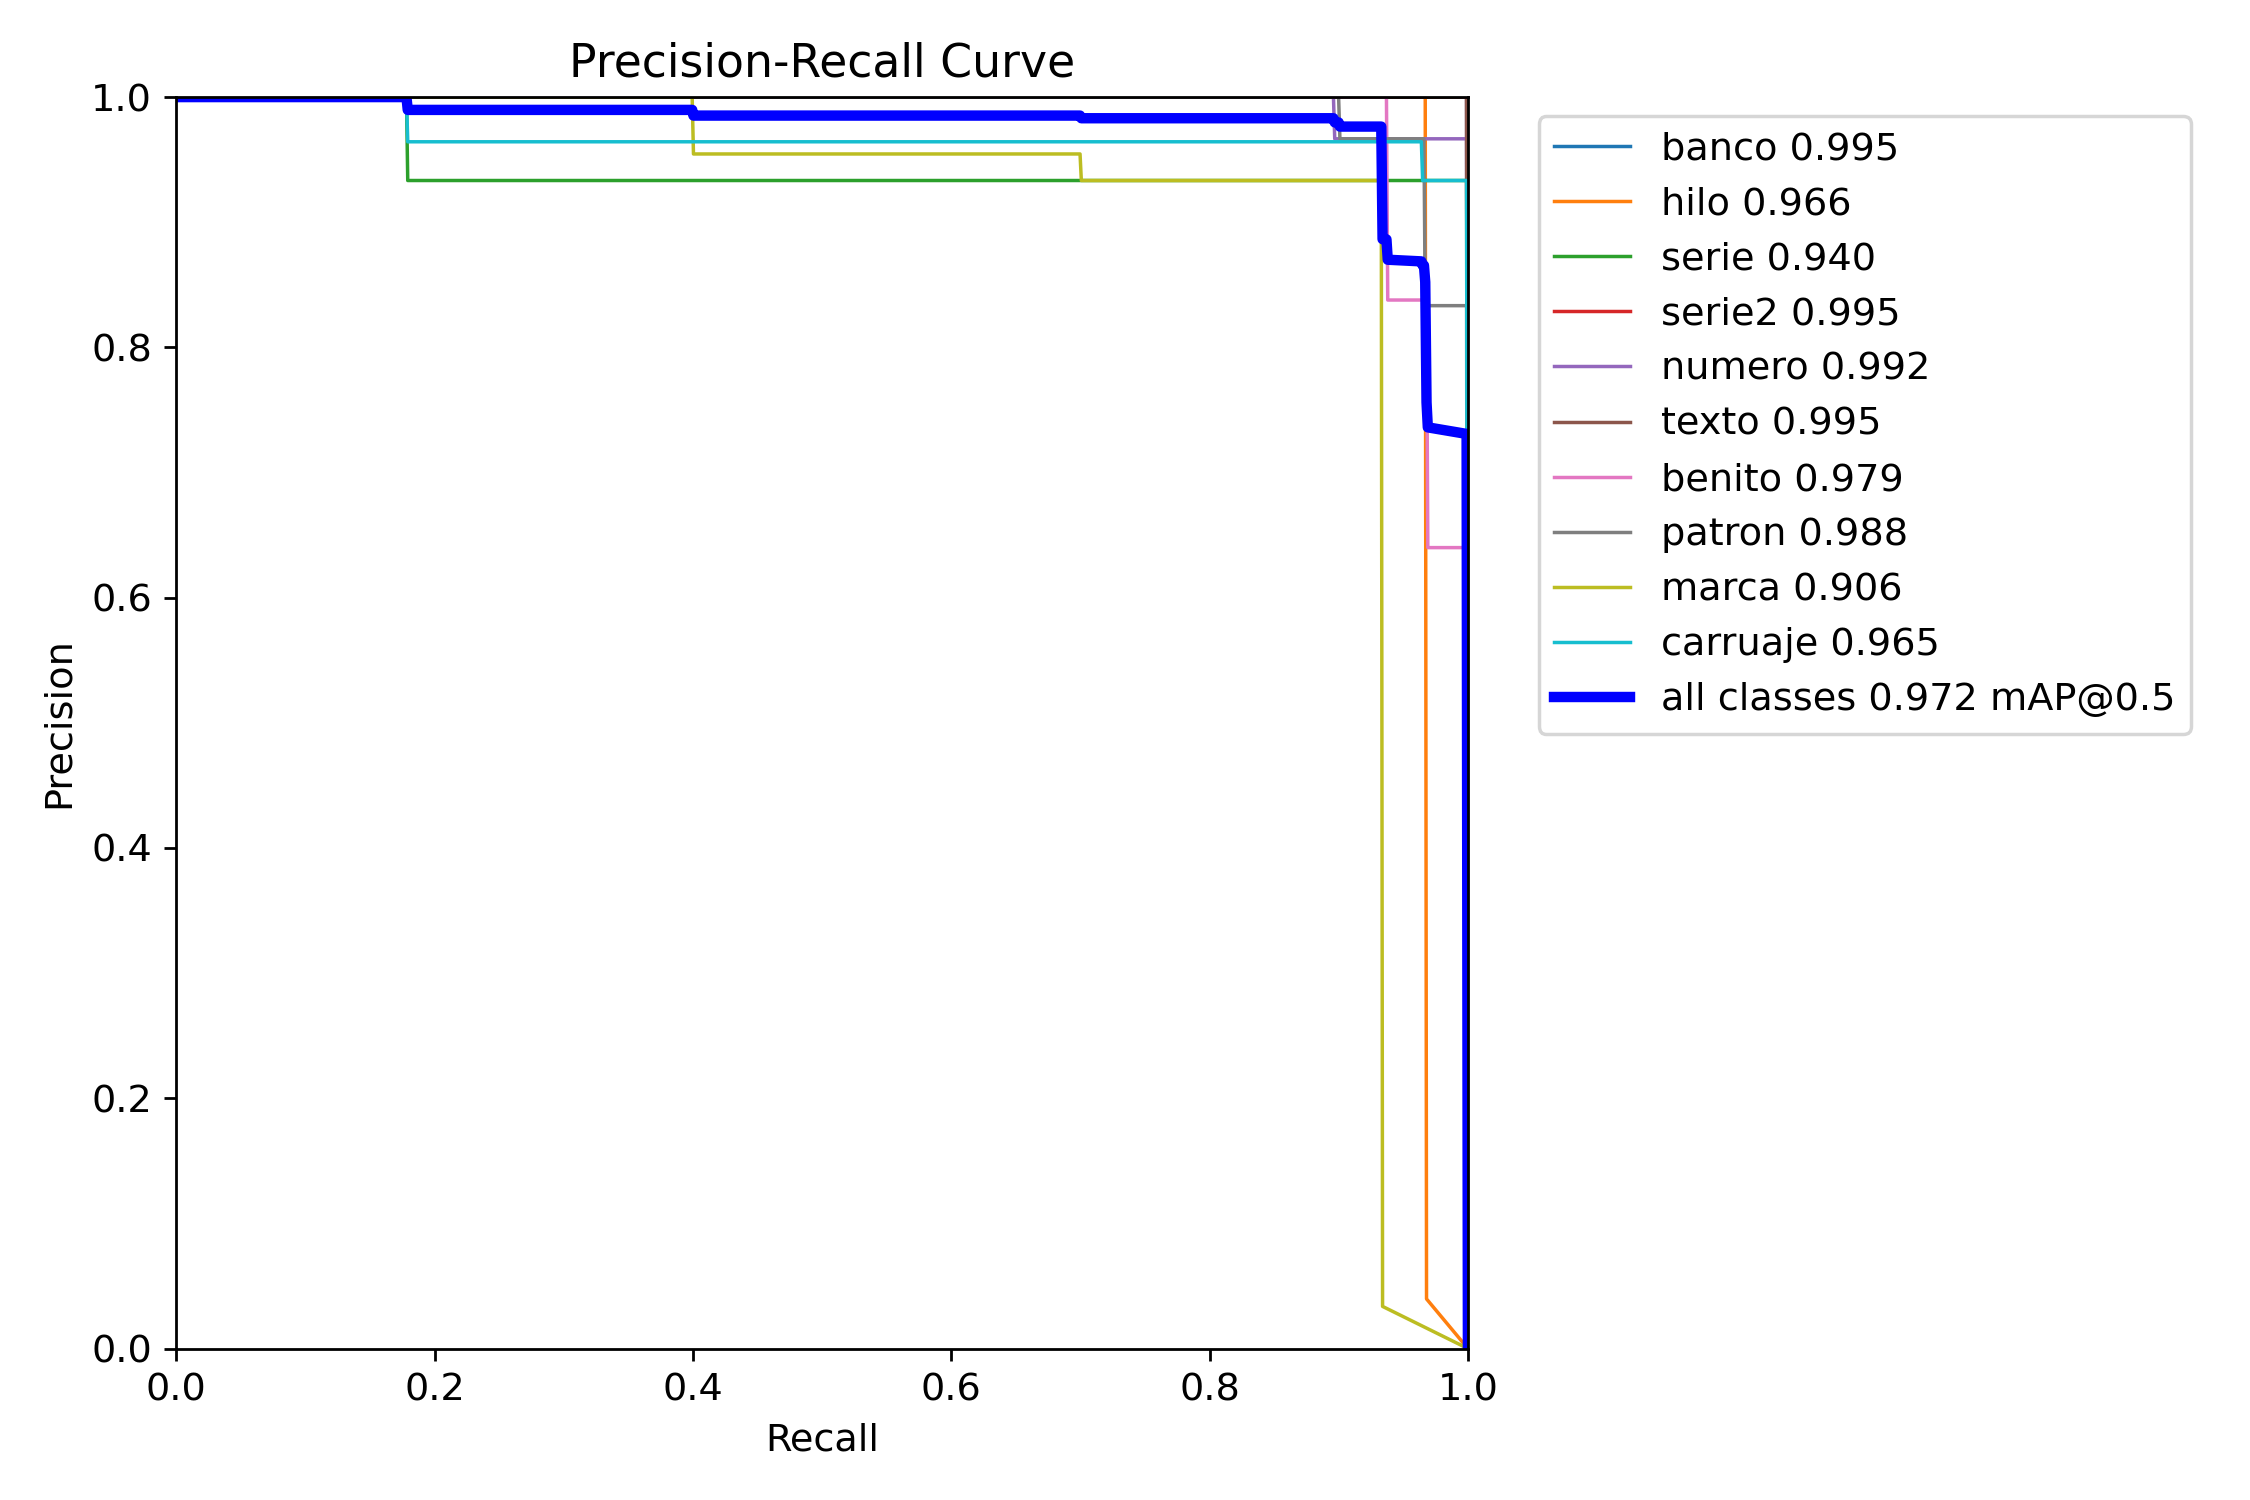 Precision-Recall Curve
1.0
0.8
0.6
0.4
0.2
0.0
Precision
0.0 0.2 0.4 0.6 0.8 1.0
Recall
banco 0.995
hilo 0.966
serie 0.940
serie2 0.995
numero 0.992
texto 0.995
benito 0.979
patron 0.988
marca 0.906
carruaje 0.965
all classes 0.972 mAP@0.5